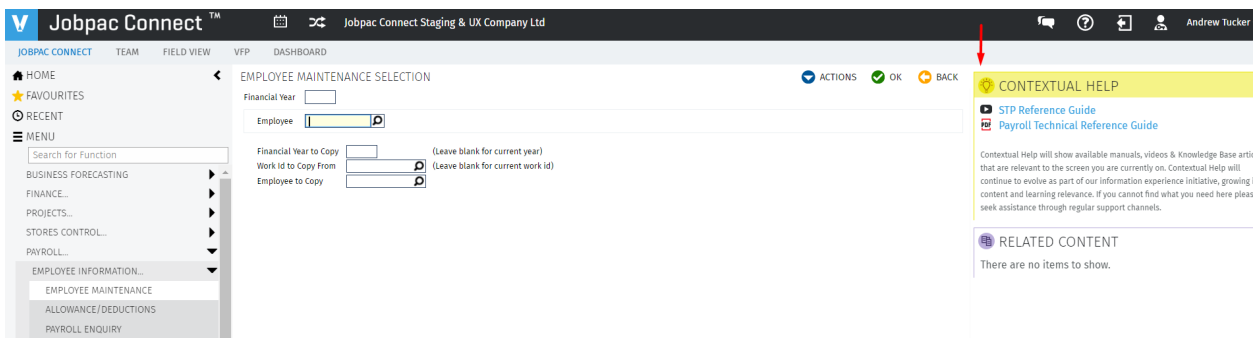 Jobpac Connect ™
Jobpac Connect Staging & UX Company Ltd
Andrew Tucker
JOBPAC CONNECT TEAM FIELD VIEW VFP DASHBOARD
HOME
FAVOURITES
RECENT
MENU
Search for Function
BUSINESS FORECASTING
FINANCE...
PROJECTS...
STORES CONTROL...
PAYROLL...
EMPLOYEE INFORMATION...
EMPLOYEE MAINTENANCE
ALLOWANCE/DEDUCTIONS
PAYROLL ENQUIRY
EMPLOYEE MAINTENANCE SELECTION
ACTIONS OK BACK
Financial Year
Employee
Financial Year to Copy (Leave blank for current year)
Work Id to Copy From (Leave blank for current work id)
Employee to Copy
CONTEXTUAL HELP
STP Reference Guide
PDF Payroll Technical Reference Guide
Contextual Help will show available manuals, videos & Knowledge Base artic
that are relevant to the screen you are currently on. Contextual Help will
continue to evolve as part of our information experience initiative, growing i
content and learning relevance. If you cannot find what you need here pleas
seek assistance through regular support channels.
RELATED CONTENT
There are no items to show.